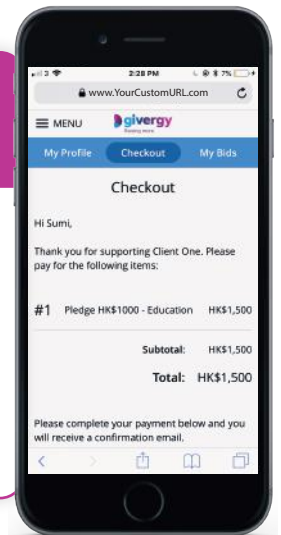 3 2:28 PM 7%
www.YourCustomURL.com
MENU givergy
My Profile Checkout My Bids
Checkout
Hi Sumi,
Thank you for supporting Client One. Please
pay for the following items:
#1 Pledge HK$1000 - Education HK$1,500
Subtotal: HK$1,500
Total: HK$1,500
Please complete your payment below and you
will receive a confirmation email.